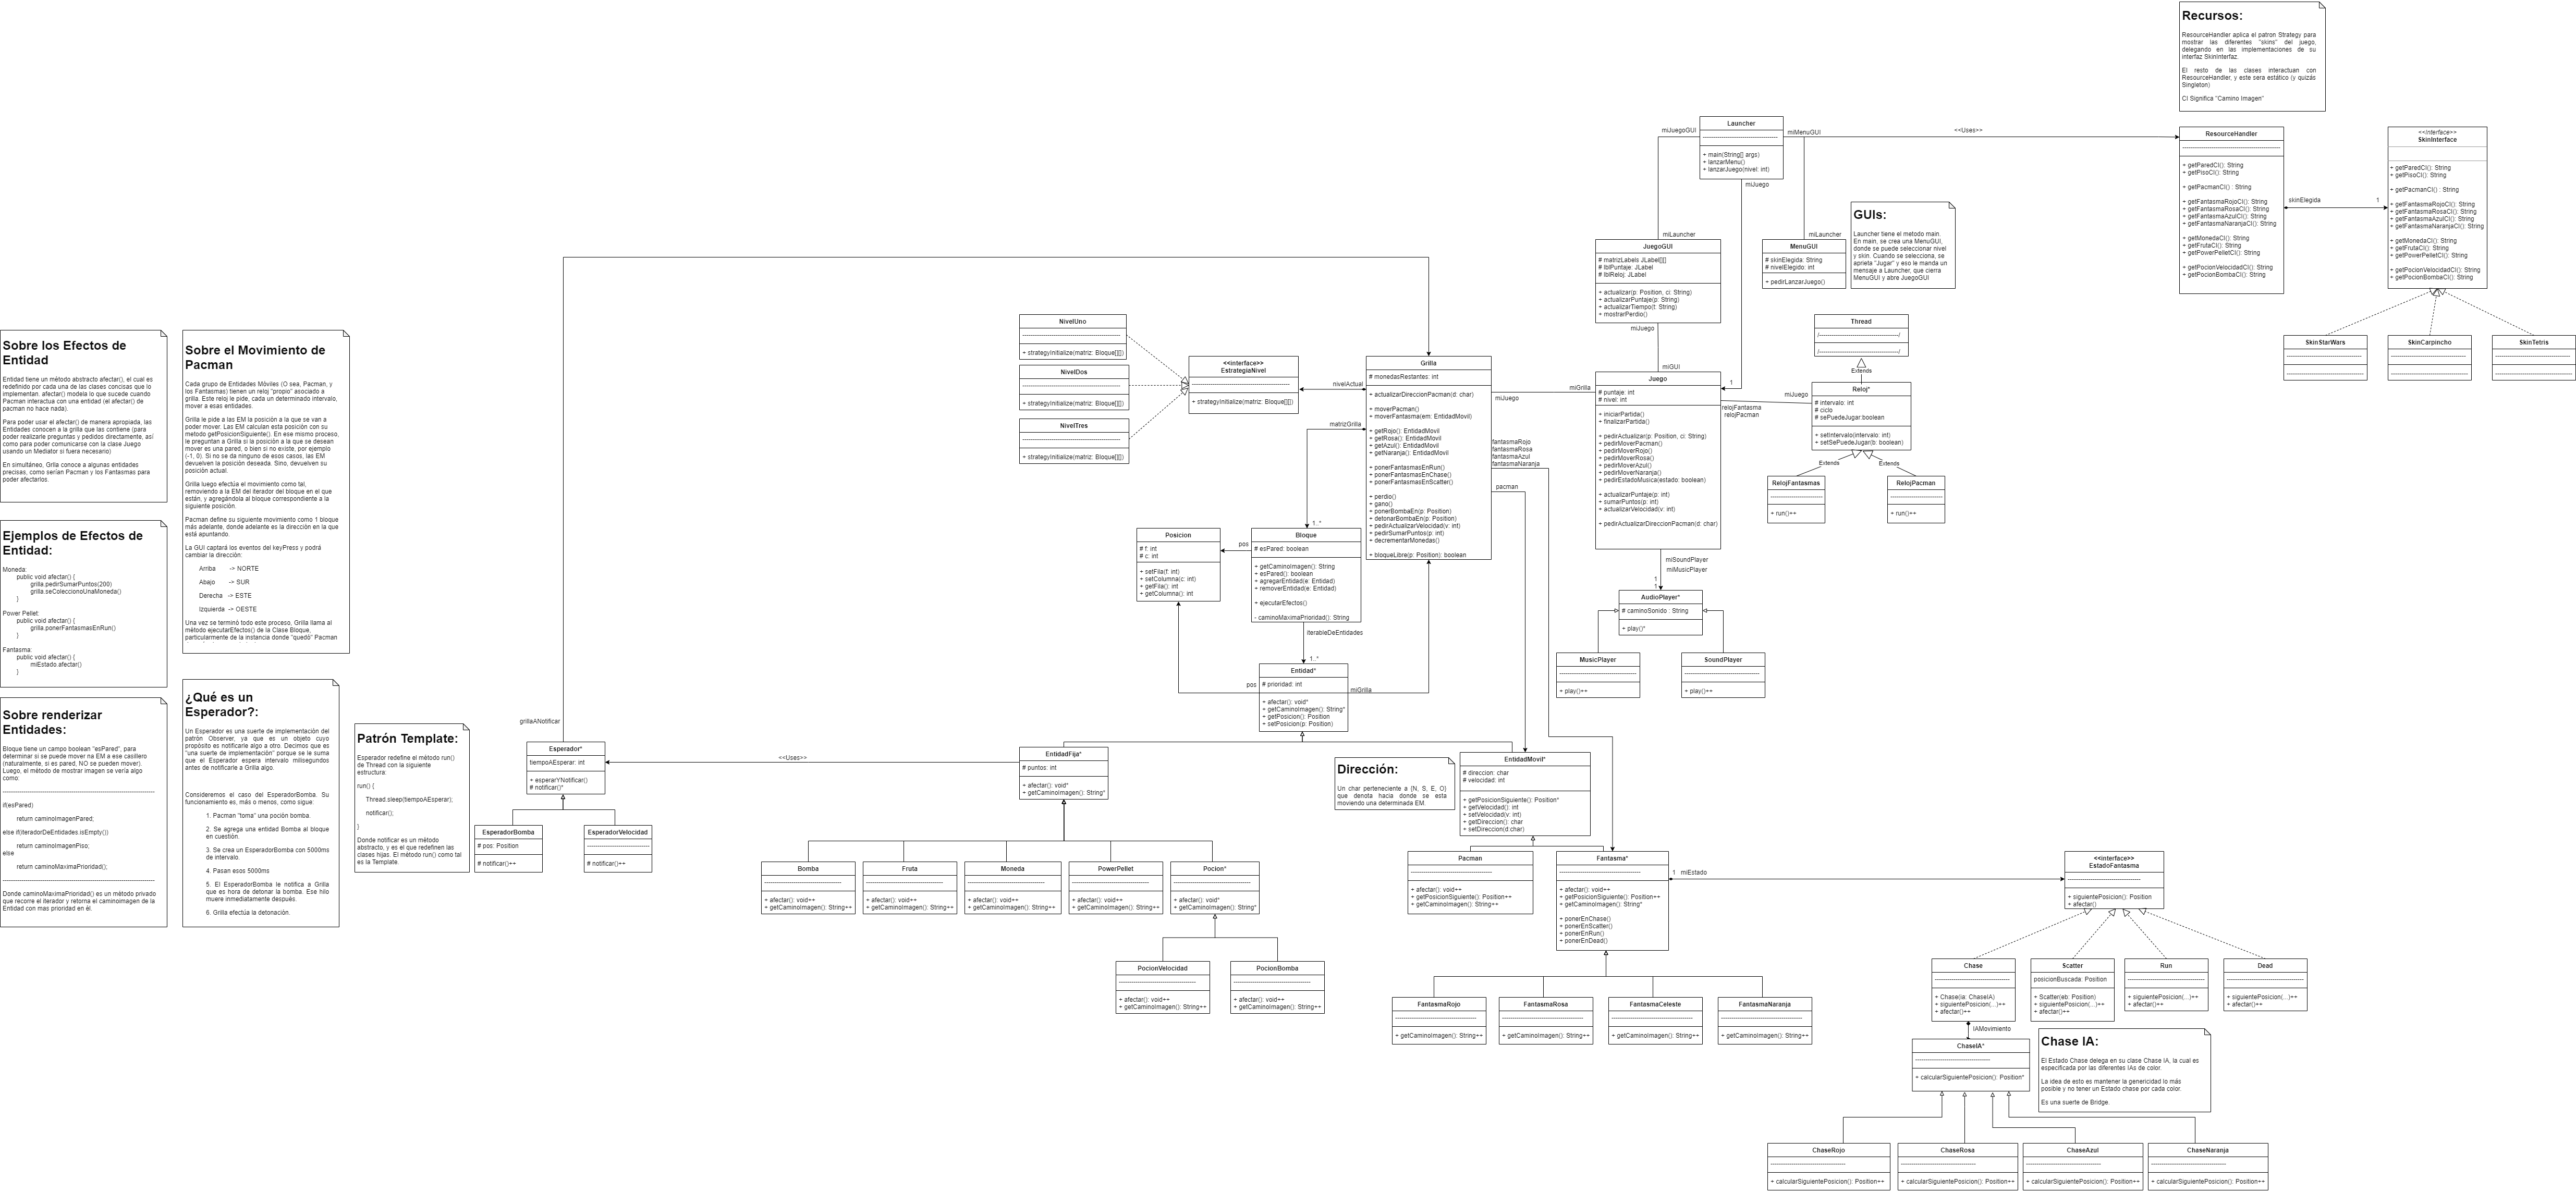 Recursos:
ResourceHandler aplica el patron Strategy para
mostrar las diferentes "skins" del juego,
delegando en las implementaciones de su
interfaz SkinInterfaz.
El resto de las clases interactuan con
ResourceHandler, y este sera estático (y quizás
Singleton)
CI Significa "Camino Imagen"
Launcher
+ main(String[] args)
+ lanzarMenu()
+ lanzarJuego(nivel: int)
miJuegoGUI
miMenuGUI
<<Uses>>
miJuego
ResourceHandler
+ getParedCI(): String
+ getPisoCI(): String
+ getPacmanCI() : String
+ getFantasmaRojoCI(): String
+ getFantasmaRosaCI(): String
+ getFantasmaAzulCI(): String
+ getFantasmaNaranjaCI(): String
+ getMonedaCI(): String
+ getFrutaCI(): String
+ getPowerPelletCI(): String
+ getPocionVelocidadCI(): String
+ getPocionBombaCI(): String
skinElegida
1
<<Interface>>
SkinInterface
+ getParedCI(): String
+ getPisoCI(): String
+ getPacmanCI() : String
+ getFantasmaRojoCI(): String
+ getFantasmaRosaCI(): String
+ getFantasmaAzulCI(): String
+ getFantasmaNaranjaCI(): String
+ getMonedaCI(): String
+ getFrutaCI(): String
+ getPowerPelletCI(): String
+ getPocionVelocidadCI(): String
+ getPocionBombaCI(): String
SkinStarWars
SkinCarpincho
SkinTetris
GUIs:
Launcher tiene el metodo main.
En main, se crea una MenuGUI,
donde se puede seleccionar nivel
y skin. Cuando se selecciona, se
aprieta "Jugar" y eso le manda un
mensaje a Launcher, que cierra
MenuGUI y abre JuegoGUI
miLauncher
JuegoGUI
# matrizLabels JLabel[][]
# lblPuntaje: JLabel
# lblReloj: JLabel
+ actualizar(p: Position, ci: String)
+ actualizarPuntaje(p: String)
+ actualizarTiempo(t: String)
+ mostrarPerdio()
miJuego
miGUI
miLauncher
MenuGUI
# skinElegida: String
# nivelElegido: int
+ pedirLanzarJuego()
Thread
/--------------------------------------/
/--------------------------------------/
Extends
Reloj*
# intervalo: int
# ciclo
# sePuedeJugar:boolean
+ setIntervalo(intervalo: int)
+ setSePuedeJugar(b: boolean)
miJuego
relojFantasma
relojPacman
Extends
Extends
RelojFantasmas
+ run()++
RelojPacman
+ run()++
Juego
# puntaje: int
# nivel: int
+ iniciarPartida()
+ finalizarPartida()
+ pedirActualizar(p: Position, ci: String)
+ pedirMoverPacman()
+ pedirMoverRojo()
+ pedirMoverRosa()
+ pedirMoverAzul()
+ pedirMoverNaranja()
+ pedirEstadoMusica(estado: boolean)
+ actualizarPuntaje(p: int)
+ sumarPuntos(p: int)
+ actualizarVelocidad(v: int)
+ pedirActualizarDireccionPacman(d: char)
1
miGrilla
miJuego
miSoundPlayer
miMusicPlayer
1
1
AudioPlayer*
# caminoSonido : String
+ play()*
MusicPlayer
+ play()++
SoundPlayer
+ play()++
NivelUno
+ strategyInitialize(matriz: Bloque[][])
NivelDos
+ strategyInitialize(matriz: Bloque[][])
NivelTres
+ strategyInitialize(matriz: Bloque[][])
<<interface>>
EstrategiaNivel
+ strategyInitialize(matriz: Bloque[][])
nivelActual
matrizGrilla
Grilla
# monedasRestantes: int
+ actualizarDireccionPacman(d: char)
+ moverPacman()
+ moverFantasma(em: EntidadMovil)
+ getRojo(): EntidadMovil
+ getRosa(): EntidadMovil
+ getAzul(): EntidadMovil
+ getNaranja(): EntidadMovil
+ ponerFantasmasEnRun()
+ ponerFantasmasEnChase()
+ ponerFantasmasEnScatter()
+ perdio()
+ gano()
+ ponerBombaEn(p: Position)
+ detonarBombaEn(p: Position)
+ pedirActualizarVelocidad(v: int)
+ pedirSumarPuntos(p: int)
+ decrementarMonedas()
+ bloqueLibre(p: Position): boolean
fantasmaRojo
fantasmaRosa
fantasmaAzul
fantasmaNaranja
pacman
1..*
Posicion
# f: int
# c: int
+ setFila(f: int)
+ setColumna(c: int)
+ getFila(): int
+ getColumna(): int
pos
Bloque
# esPared: boolean
+ getCaminoImagen(): String
+ esPared(): boolean
+ agregarEntidad(e: Entidad)
+ removerEntidad(e: Entidad)
+ ejecutarEfectos()
- caminoMaximaPrioridad(): String
iterableDeEntidades
1..*
Entidad*
# prioridad: int
+ afectar(): void*
+ getCaminoImagen(): String*
+ getPosicion(): Position
+ setPosicion(p: Position)
pos
miGrilla
Sobre los Efectos de
Entidad
Entidad tiene un método abstracto afectar(), el cual es
redefinido por cada una de las clases concisas que lo
implementan. afectar() modela lo que sucede cuando
Pacman interactua con una entidad (el afectar() de
pacman no hace nada).
Para poder usar el afectar() de manera apropiada, las
Entidades conocen a la grilla que las contiene (para
poder realizarle preguntas y pedidos directamente, así
como para poder comunicarse con la clase Juego
usando un Mediator si fuera necesario)
En simultáneo, Grilla conoce a algunas entidades
precisas, como serían Pacman y los Fantasmas para
poder afectarlos.
Sobre el Movimiento de
Pacman
Cada grupo de Entidades Móviles (O sea, Pacman, y
los Fantasmas) tienen un reloj "propio" asociado a
grilla. Este reloj le pide, cada un determinado intervalo,
mover a esas entidades.
Grilla le pide a las EM la posición a la que se van a
poder mover. Las EM calculan esta posición con su
metodo getPosicionSiguiente(). En ese mismo proceso,
le preguntan a Grilla si la posición a la que se desean
mover es una pared, o bien si no existe, por ejemplo
(-1, 0). Si no se da ninguno de esos casos, las EM
devuelven la posición deseada. Sino, devuelven su
posición actual.
Grilla luego efectúa el movimiento como tal,
removiendo a la EM del iterador del bloque en el que
están, y agregándola al bloque correspondiente a la
siguiente posición.
Pacman define su siguiente movimiento como 1 bloque
más adelante, donde adelante es la dirección en la que
está apuntando.
La GUI captará los eventos del keyPress y podrá
cambiar la dirección:
Arriba -> NORTE
Abajo -> SUR
Derecha -> ESTE
Izquierda -> OESTE
Una vez se terminó todo este proceso, Grilla llama al
método ejecutarEfectos() de la Clase Bloque,
particularmente de la instancia donde "quedó" Pacman
Ejemplos de Efectos de
Entidad:
Moneda:
public void afectar() {
grilla.pedirSumarPuntos(200)
grilla.seColeccionoUnaMoneda()
}
Power Pellet:
public void afectar() {
grilla.ponerFantasmasEnRun()
}
Fantasma:
public void afectar() {
miEstado.afectar()
}
Sobre renderizar
Entidades:
Bloque tiene un campo boolean "esPared", para
determinar si se puede mover na EM a ese casillero
(naturalmente, si es pared, NO se pueden mover).
Luego, el método de mostrar imagen se vería algo
como:
if(esPared)
return caminoImagenPared;
else if(iteradorDeEntidades.isEmpty())
return caminoImagenPiso;
else
return caminoMaximaPrioridad();
Donde caminoMaximaPrioridad() es un método privado
que recorre el iterador y retorna el caminoImagen de la
Entidad con mas prioridad en él.
¿Qué es un
Esperador?:
Un Esperador es una suerte de implementación del
patrón Observer, ya que es un objeto cuyo
propósito es notificarle algo a otro. Decimos que es
"una suerte de implementación" porque se le suma
que el Esperador espera intervalo milisegundos
antes de notificarle a Grilla algo.
Consideremos el caso del EsperadorBomba. Su
funcionamiento es, más o menos, como sigue:
1. Pacman "toma" una poción bomba.
2. Se agrega una entidad Bomba al bloque
en cuestión.
3. Se crea un EsperadorBomba con 5000ms
de intervalo.
4. Pasan esos 5000ms
5. El EsperadorBomba le notifica a Grilla
que es hora de detonar la bomba. Ese hilo
muere inmediatamente después.
6. Grilla efectúa la detonación.
Patrón Template:
Esperador redefine el método run()
de Thread con la siguiente
estructura:
run() {
Thread.sleep(tiempoAEsperar);
notificar();
}
Donde notificar es un método
abstracto, y es el que redefinen las
clases hijas. El método run() como tal
es la Template.
grillaANotificar
Esperador*
tiempoAEsperar: int
+ esperarYNotificar()
# notificar()*
<<Uses>>
EsperadorBomba
# pos: Position
# notificar()++
EsperadorVelocidad
# notificar()++
EntidadFija*
# puntos: int
+ afectar(): void*
+ getCaminoImagen(): String*
Bomba
+ afectar(): void++
+ getCaminoImagen(): String++
Fruta
+ afectar(): void++
+ getCaminoImagen(): String++
Moneda
+ afectar(): void++
+ getCaminoImagen(): String++
PowerPellet
+ afectar(): void++
+ getCaminoImagen(): String++
Pocion*
+ afectar(): void*
+ getCaminoImagen(): String*
PocionVelocidad
+ afectar(): void++
+ getCaminoImagen(): String++
PocionBomba
+ afectar(): void++
+ getCaminoImagen(): String++
Dirección:
Un char perteneciente a {N, S, E, O}
que denota hacia donde se esta
moviendo una determinada EM.
EntidadMovil*
# direccion: char
# velocidad: int
+ getPosicionSiguiente(): Position*
+ getVelocidad(): int
+ setVelocidad(v: int)
+ getDireccion(): char
+ setDireccion(d:char)
Pacman
+ afectar(): void++
+ getPosicionSiguiente(): Position++
+ getCaminoImagen(): String++
Fantasma*
+ afectar(): void++
+ getPosicionSiguiente(): Position++
+ getCaminoImagen(): String*
+ ponerEnChase()
+ ponerEnScatter()
+ ponerEnRun()
+ ponerEnDead()
1 miEstado
FantasmaRojo
+ getCaminoImagen(): String++
FantasmaRosa
+ getCaminoImagen(): String++
FantasmaCeleste
+ getCaminoImagen(): String++
FantasmaNaranja
+ getCaminoImagen(): String++
<<interface>>
EstadoFantasma
+ siguientePosicion(): Position
+ afectar()
Chase
+ Chase(ia: ChaseIA)
+ siguientePosicion(...)++
+ afectar()++
Scatter
posicionBuscada: Position
+ Scatter(eb: Position)
+ siguientePosicion(...)++
+ afectar()++
Run
+ siguientePosicion(...)++
+ afectar()++
Dead
+ siguientePosicion(...)++
+ afectar()++
IAMovimiento
ChaseIA*
+ calcularSiguientePosicion(): Position*
Chase IA:
El Estado Chase delega en su clase Chase IA, la cual es
especificada por las diferentes IAs de color.
La idea de esto es mantener la genericidad lo más
posible y no tener un Estado chase por cada color.
Es una suerte de Bridge.
ChaseRojo
+ calcularSiguientePosicion(): Position++
ChaseRosa
+ calcularSiguientePosicion(): Position++
ChaseAzul
+ calcularSiguientePosicion(): Position++
ChaseNaranja
+ calcularSiguientePosicion(): Position++